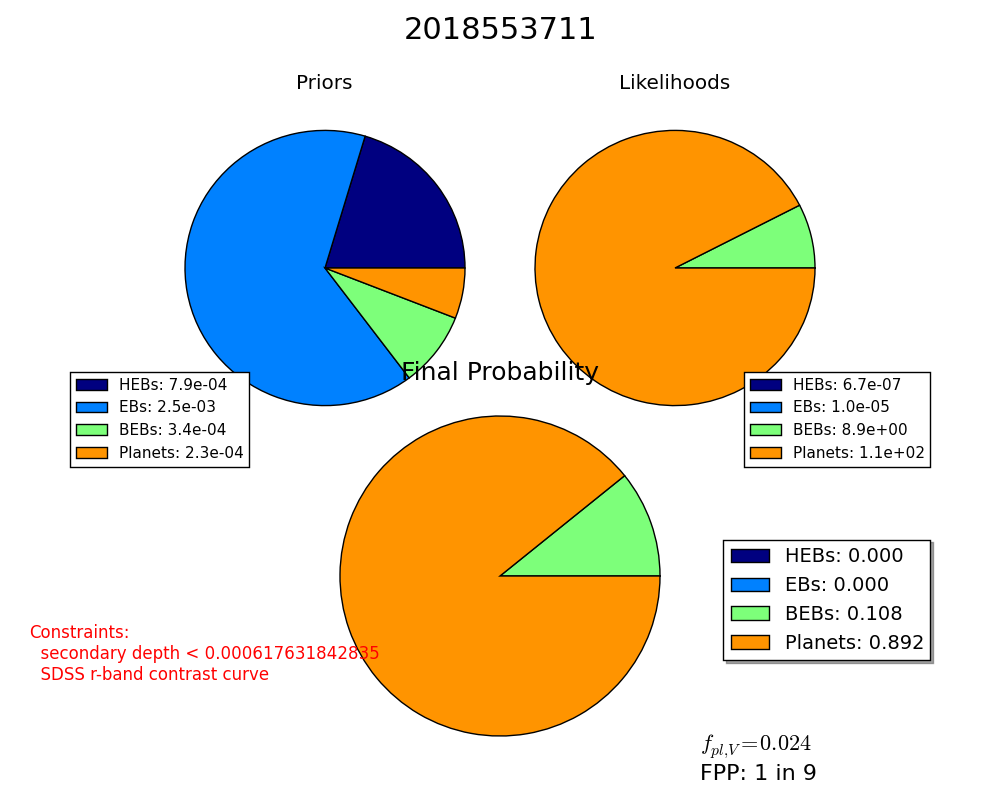 2018553711
Priors
Likelihoods
HEBs: 7.9e-04
EBs: 2.5e-03
BEBs: 3.4e-04
Planets: 2.3e-04
HEBs: 6.7e-07
EBs: 1.0e-05
BEBs: 8.9e+00
Planets: 1.1e+02
Final Probability
HEBs: 0.000
EBs: 0.000
BEBs: 0.108
Planets: 0.892
Constraints:
secondary depth < 0.000617631842835
SDSS r-band contrast curve
f_{pl,V}=0.024
FPP: 1 in 9